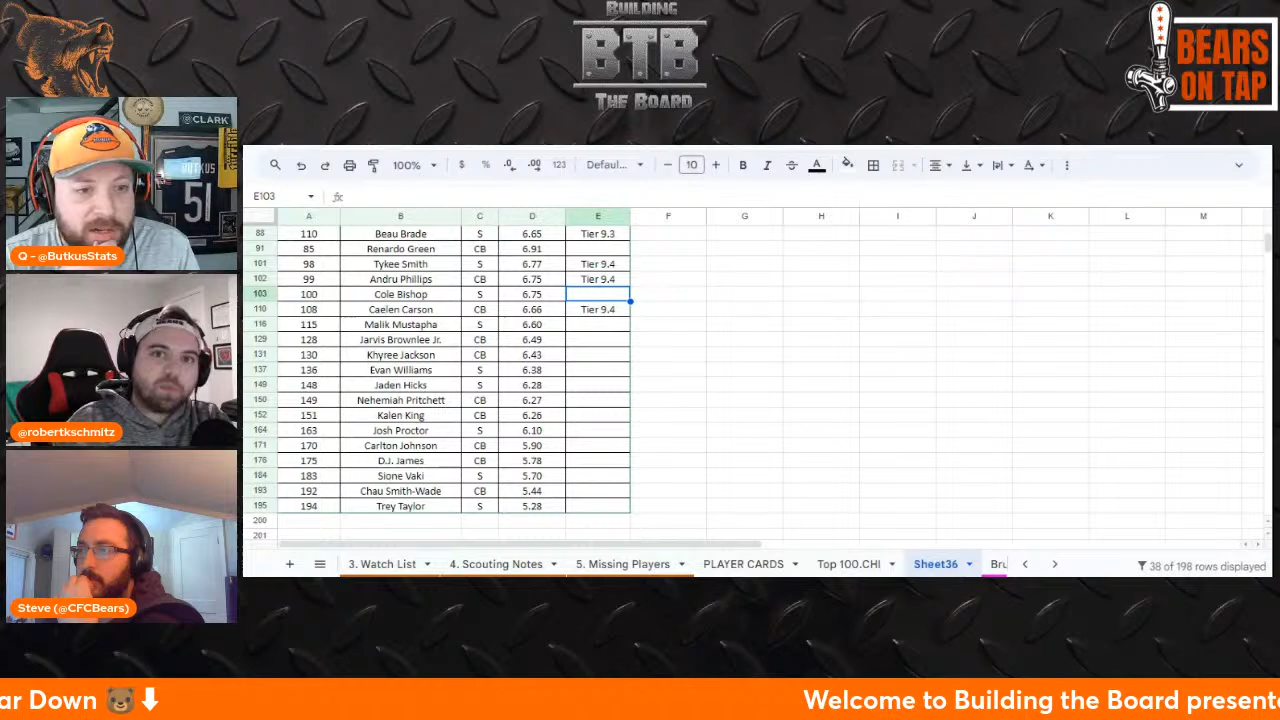 BUILDING
BTB
THE BOARD
BEARS
ON TAP
@CLARK
BUTKUS
51
Q - @ButkusStats
@robertkschmitz
Steve (@CFCBears)
100% $ % .0 .00 123 Defaul... − 10 + B I A
E103 fx
A B C D E F G H I J K L M
88 110 Beau Brade S 6.65 Tier 9.3
91 85 Renardo Green CB 6.91
101 98 Tykee Smith S 6.77 Tier 9.4
102 99 Andru Phillips CB 6.75 Tier 9.4
103 100 Cole Bishop S 6.75
110 108 Caelen Carson CB 6.66 Tier 9.4
116 115 Malik Mustapha S 6.60
129 128 Jarvis Brownlee Jr. CB 6.49
131 130 Khyree Jackson CB 6.43
137 136 Evan Williams S 6.38
149 148 Jaden Hicks S 6.28
150 149 Nehemiah Pritchett CB 6.27
152 151 Kalen King CB 6.26
164 163 Josh Proctor S 6.10
171 170 Carlton Johnson CB 5.90
176 175 D.J. James CB 5.78
184 183 Sione Vaki S 5.70
193 192 Chau Smith-Wade CB 5.44
195 194 Trey Taylor S 5.28
200
201
+ 3. Watch List 4. Scouting Notes 5. Missing Players PLAYER CARDS Top 100.CHI Sheet36 Bru 38 of 198 rows displayed
ar Down 🐻⬇ Welcome to Building the Board presente